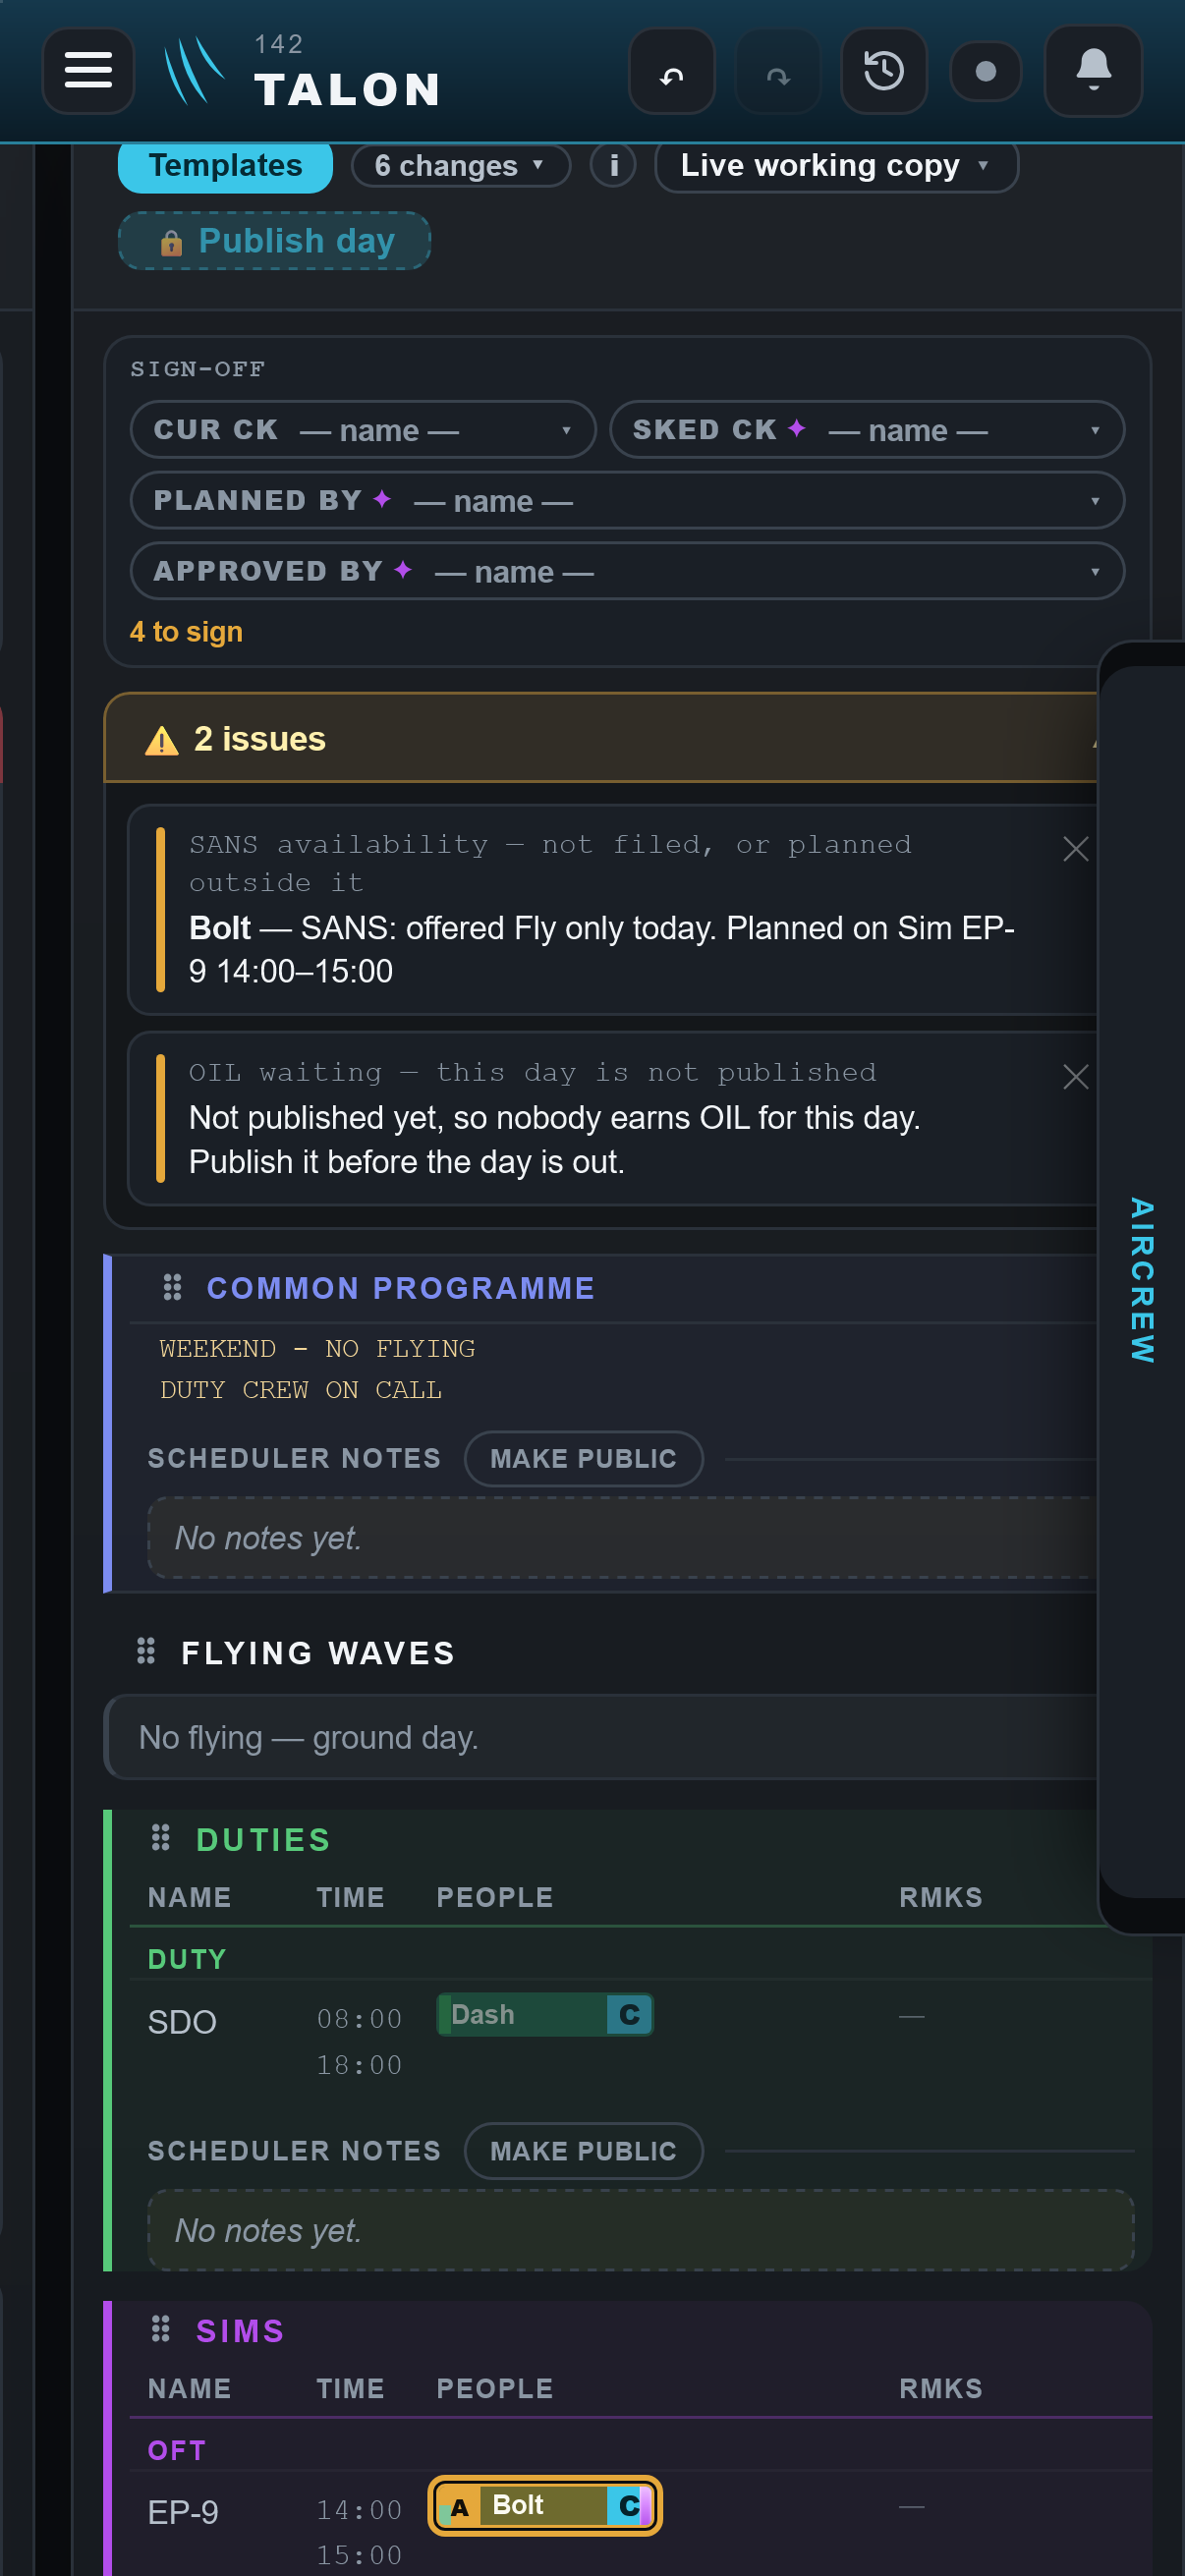 142
TALON
Templates
6 changes
i
Live working copy
Publish day
SIGN-OFF
CUR CK — name —
SKED CK ✦ — name —
PLANNED BY ✦ — name —
APPROVED BY ✦ — name —
4 to sign
2 issues
SANS availability — not filed, or planned
outside it
Bolt — SANS: offered Fly only today. Planned on Sim EP-
9 14:00–15:00
OIL waiting — this day is not published
Not published yet, so nobody earns OIL for this day.
Publish it before the day is out.
AIRCREW
COMMON PROGRAMME
WEEKEND - NO FLYING
DUTY CREW ON CALL
SCHEDULER NOTES MAKE PUBLIC
No notes yet.
FLYING WAVES
No flying — ground day.
DUTIES
NAME TIME PEOPLE RMKS
DUTY
SDO 08:00 Dash C —
18:00
SCHEDULER NOTES MAKE PUBLIC
No notes yet.
SIMS
NAME TIME PEOPLE RMKS
OFT
EP-9 14:00 A Bolt C —
15:00